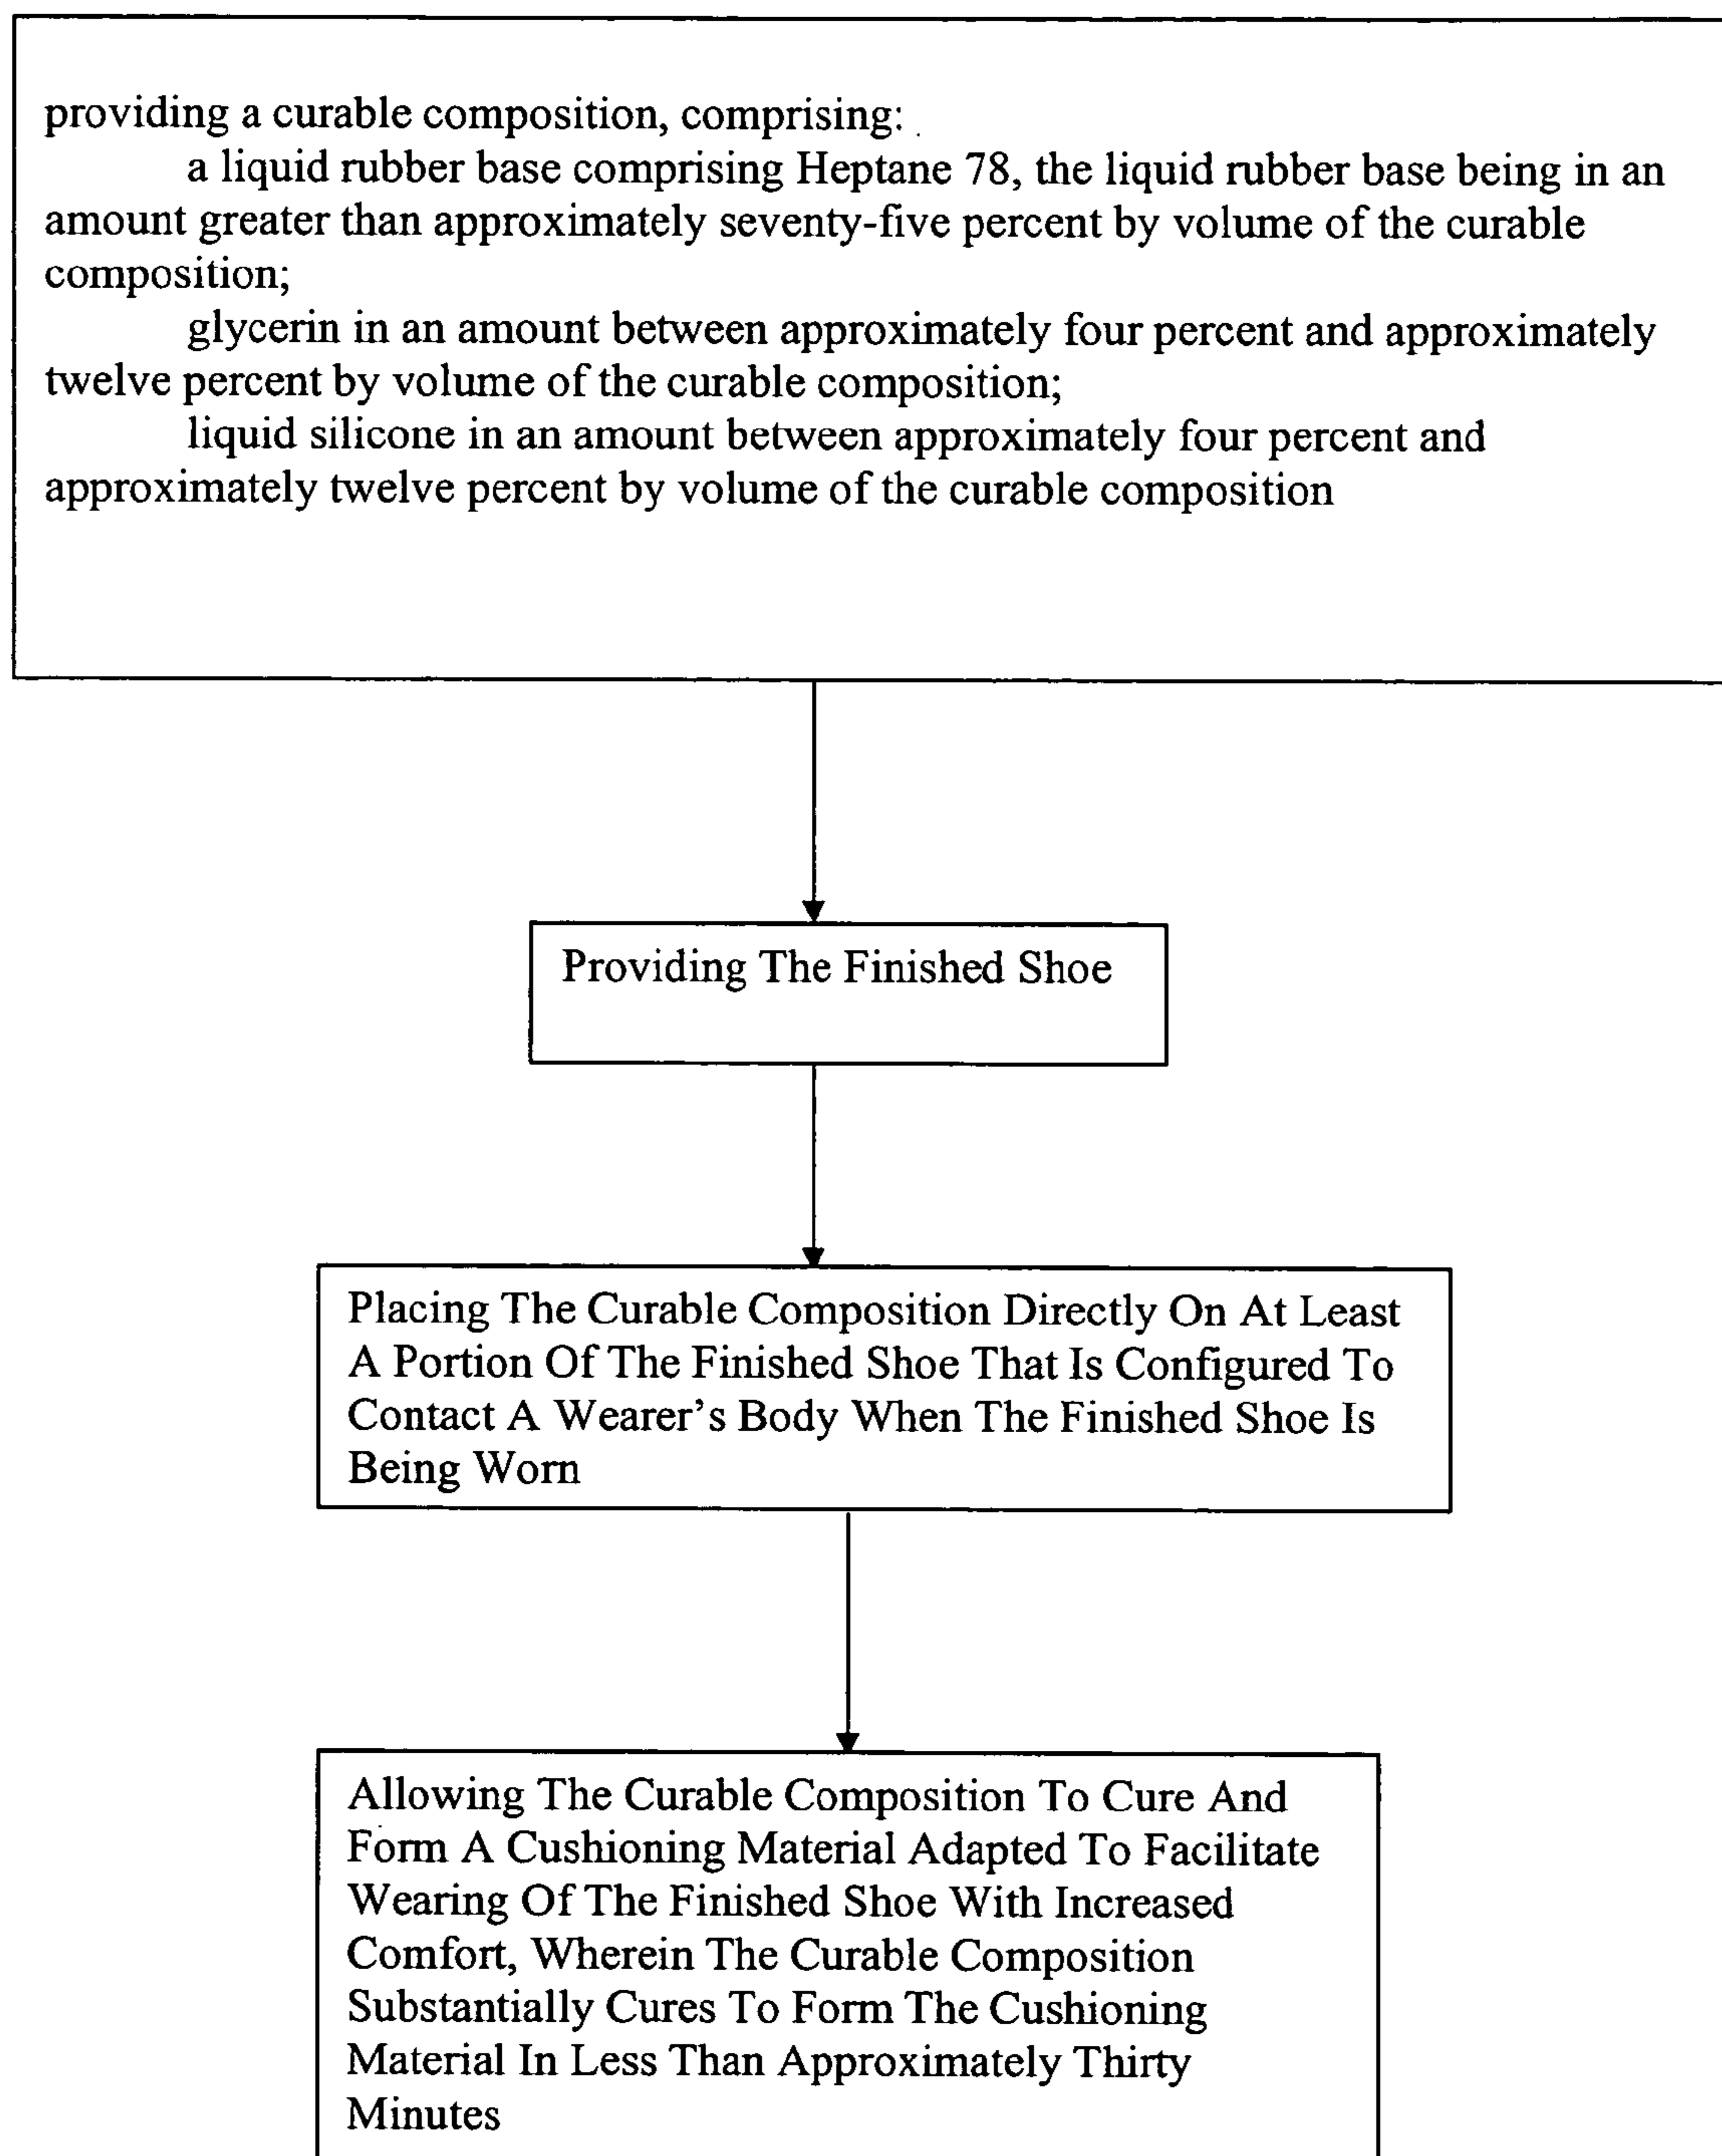 providing a curable composition, comprising:
a liquid rubber base comprising Heptane 78, the liquid rubber base being in an
amount greater than approximately seventy-five percent by volume of the curable
composition;
glycerin in an amount between approximately four percent and approximately
twelve percent by volume of the curable composition;
liquid silicone in an amount between approximately four percent and
approximately twelve percent by volume of the curable composition
Providing The Finished Shoe
Placing The Curable Composition Directly On At Least
A Portion Of The Finished Shoe That Is Configured To
Contact A Wearer's Body When The Finished Shoe Is
Being Worn
Allowing The Curable Composition To Cure And
Form A Cushioning Material Adapted To Facilitate
Wearing Of The Finished Shoe With Increased
Comfort, Wherein The Curable Composition
Substantially Cures To Form The Cushioning
Material In Less Than Approximately Thirty
Minutes